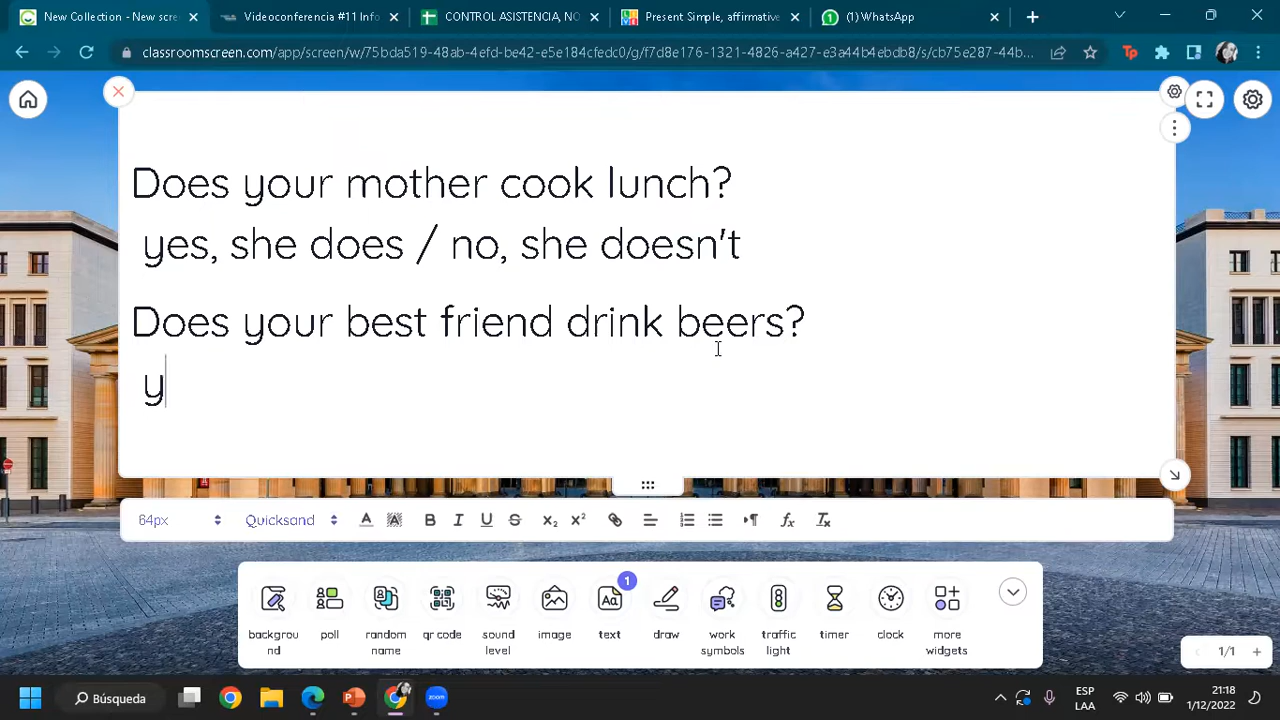 New Collection - New scre
Videoconferencia #11 Info
CONTROL ASISTENCIA, NO
Present Simple, affirmative
(1) WhatsApp
classroomscreen.com/app/screen/w/75bda519-48ab-4efd-be42-e5e184cfedc0/g/f7d8e176-1321-4826-a427-e3a44b4ebdb8/s/cb75e287-44b...
Does your mother cook lunch?
yes, she does / no, she doesn't
Does your best friend drink beers?
y
64px Quicksand
backgrou
nd
poll
random
name
qr code
sound
level
image
1
text
draw
work
symbols
traffic
light
timer
clock
more
widgets
1/1
Búsqueda
ESP
LAA
21:18
1/12/2022